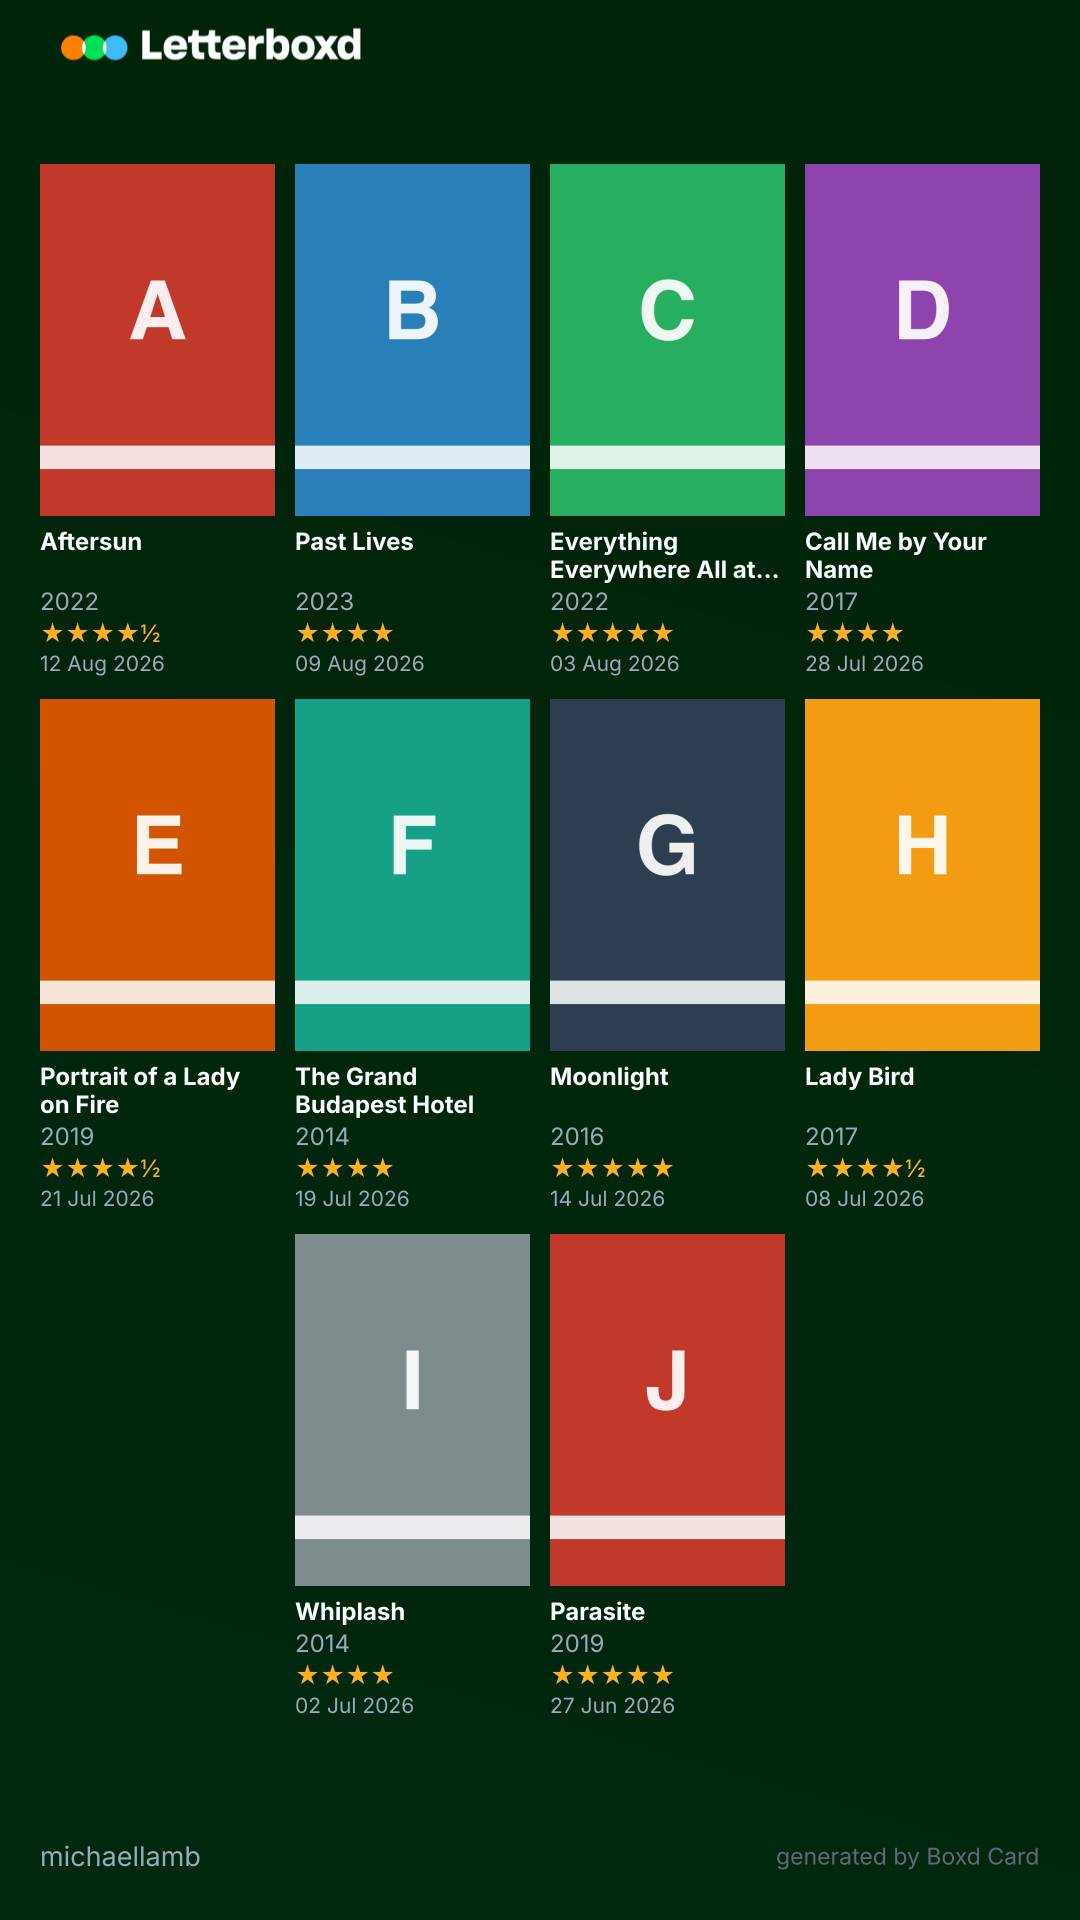 Letterboxd
A
B
C
D
Aftersun
2022
★★★★½
12 Aug 2026
Past Lives
2023
★★★★
09 Aug 2026
Everything
Everywhere All at...
2022
★★★★★
03 Aug 2026
Call Me by Your
Name
2017
★★★★
28 Jul 2026
E
F
G
H
Portrait of a Lady
on Fire
2019
★★★★½
21 Jul 2026
The Grand
Budapest Hotel
2014
★★★★
19 Jul 2026
Moonlight
2016
★★★★★
14 Jul 2026
Lady Bird
2017
★★★★½
08 Jul 2026
I
J
Whiplash
2014
★★★★
02 Jul 2026
Parasite
2019
★★★★★
27 Jun 2026
michaellamb
generated by Boxd Card